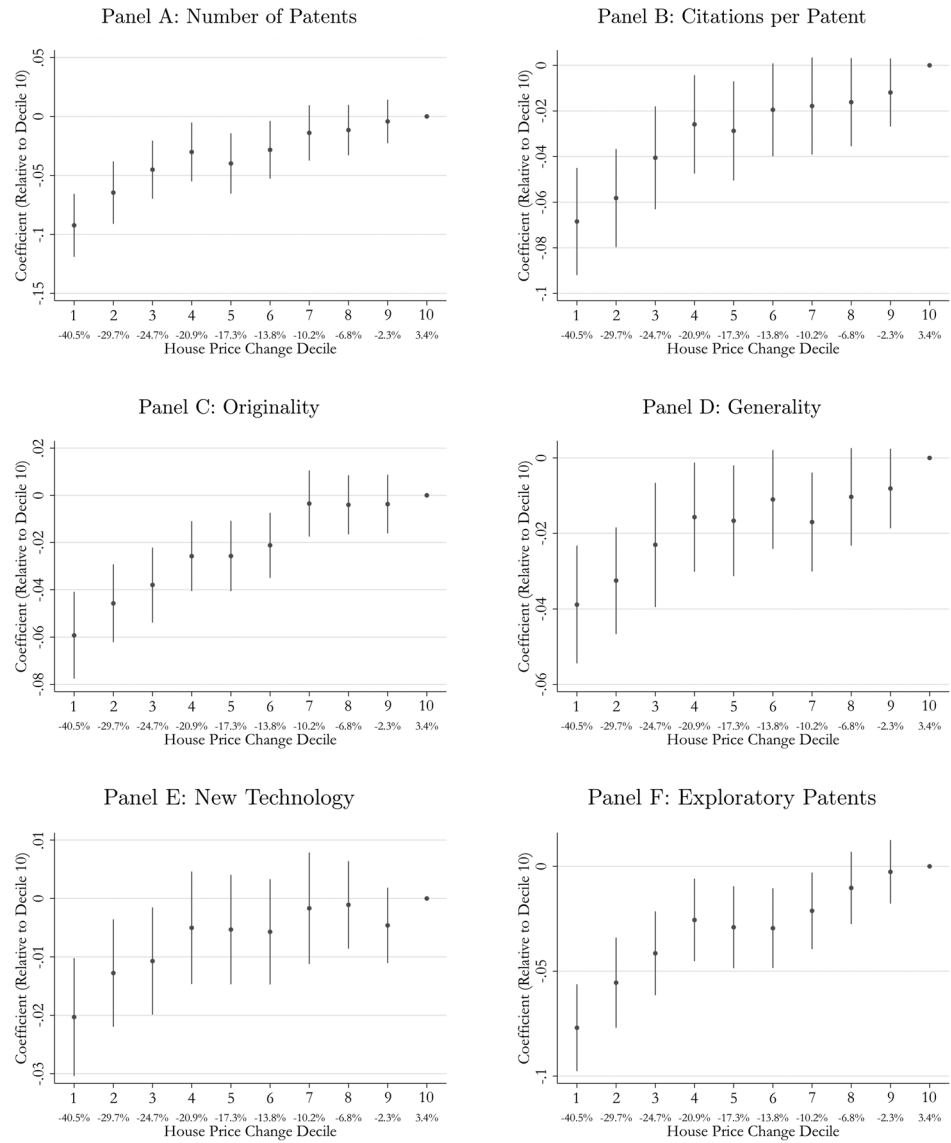 Panel A: Number of Patents
Coefficient (Relative to Decile 10)
.05
0
-.05
-.1
-.15
1 2 3 4 5 6 7 8 9 10
-40.5% -29.7% -24.7% -20.9% -17.3% -13.8% -10.2% -6.8% -2.3% 3.4%
House Price Change Decile
Panel B: Citations per Patent
Coefficient (Relative to Decile 10)
0
-.02
-.04
-.06
-.08
-.1
1 2 3 4 5 6 7 8 9 10
-40.5% -29.7% -24.7% -20.9% -17.3% -13.8% -10.2% -6.8% -2.3% 3.4%
House Price Change Decile
Panel C: Originality
Coefficient (Relative to Decile 10)
.02
0
-.02
-.04
-.06
-.08
1 2 3 4 5 6 7 8 9 10
-40.5% -29.7% -24.7% -20.9% -17.3% -13.8% -10.2% -6.8% -2.3% 3.4%
House Price Change Decile
Panel D: Generality
Coefficient (Relative to Decile 10)
0
-.02
-.04
-.06
1 2 3 4 5 6 7 8 9 10
-40.5% -29.7% -24.7% -20.9% -17.3% -13.8% -10.2% -6.8% -2.3% 3.4%
House Price Change Decile
Panel E: New Technology
Coefficient (Relative to Decile 10)
.01
0
-.01
-.02
-.03
1 2 3 4 5 6 7 8 9 10
-40.5% -29.7% -24.7% -20.9% -17.3% -13.8% -10.2% -6.8% -2.3% 3.4%
House Price Change Decile
Panel F: Exploratory Patents
Coefficient (Relative to Decile 10)
0
-.05
-.1
1 2 3 4 5 6 7 8 9 10
-40.5% -29.7% -24.7% -20.9% -17.3% -13.8% -10.2% -6.8% -2.3% 3.4%
House Price Change Decile